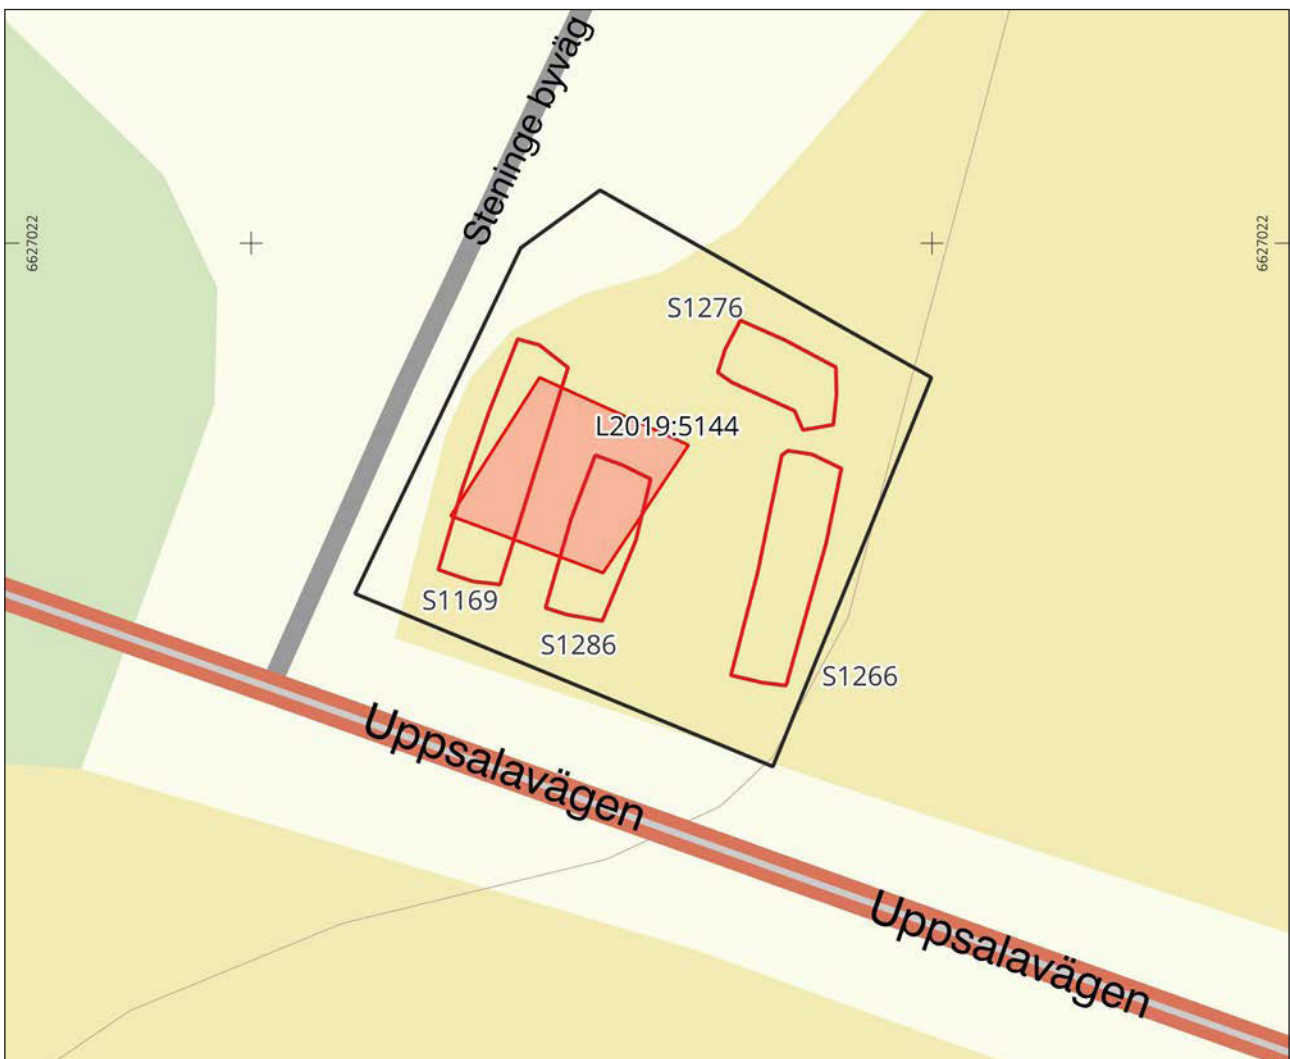 Steninge byväg
6627022
6627022
S1276
L2019:5144
S1169
S1286
S1266
Uppsalavägen
Uppsalavägen